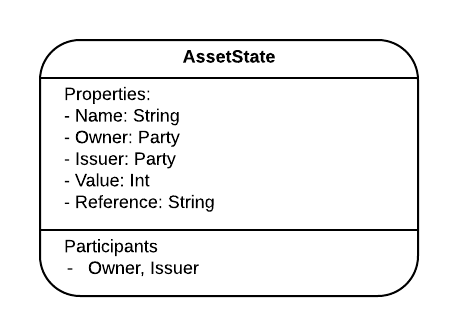 AssetState
Properties:
- Name: String
- Owner: Party
- Issuer: Party
- Value: Int
- Reference: String
Participants
- Owner, Issuer